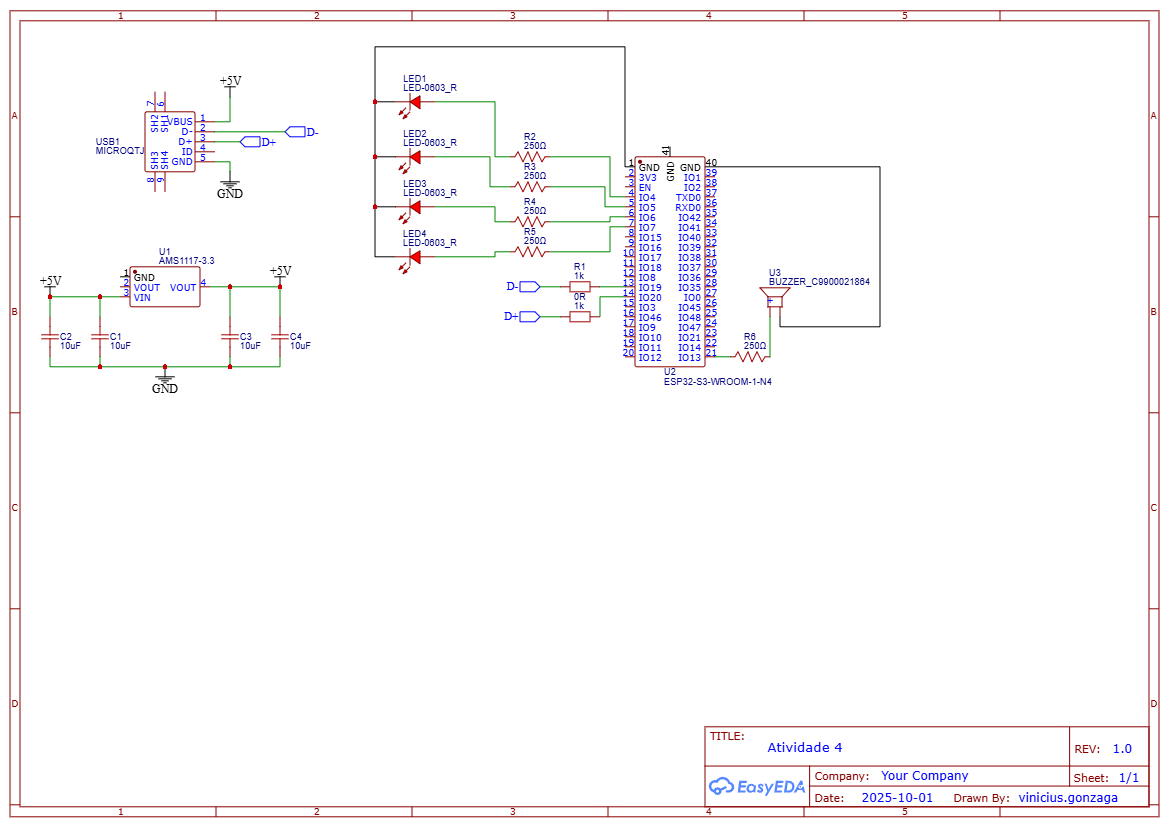 1 2 3 4 5
A
B
C
D
+5V
USB1
MICROQTJ
7 6
SH2 SH1
SH3 SH4
8 9
VBUS 1
D- 2
D+ 3
ID 4
GND 5
D-
D+
GND
LED1
LED-0603_R
LED2
LED-0603_R
LED3
LED-0603_R
LED4
LED-0603_R
R2
250Ω
R3
250Ω
R4
250Ω
R5
250Ω
R1
1k
0R
1k
D-
D+
41
GND
1 GND GND 40
2 3V3 IO1 39
3 EN IO2 38
4 IO4 TXD0 37
5 IO5 RXD0 36
6 IO6 IO42 35
7 IO7 IO41 34
8 IO15 IO40 33
9 IO16 IO39 32
10 IO17 IO38 31
11 IO18 IO37 30
12 IO8 IO36 29
13 IO19 IO35 28
14 IO20 IO0 27
15 IO3 IO45 26
16 IO46 IO48 25
17 IO9 IO47 24
18 IO10 IO21 23
19 IO11 IO14 22
20 IO12 IO13 21
U2
ESP32-S3-WROOM-1-N4
U3
BUZZER_C9900021864
+
R6
250Ω
U1
AMS1117-3.3
+5V
+5V
1 GND
2 VOUT VOUT 4
3 VIN
C2
10uF
C1
10uF
C3
10uF
C4
10uF
GND
TITLE:
Atividade 4
REV: 1.0
EasyEDA
Company: Your Company
Sheet: 1/1
Date: 2025-10-01 Drawn By: vinicius.gonzaga
1 2 3 4 5
A
B
C
D